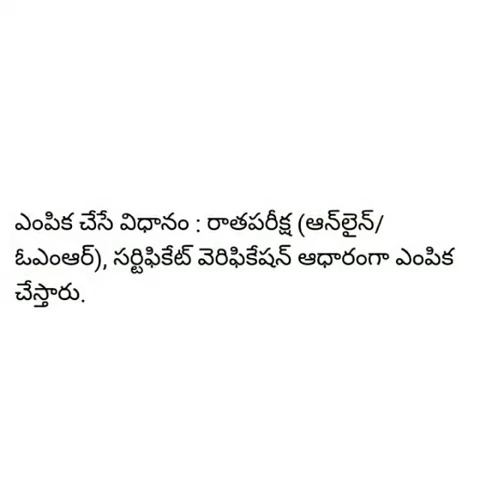 ఎంపిక చేసే విధానం : రాతపరీక్ష (ఆన్‌లైన్/
ఓఎంఆర్), సర్టిఫికేట్ వెరిఫికేషన్ ఆధారంగా ఎంపిక
చేస్తారు.